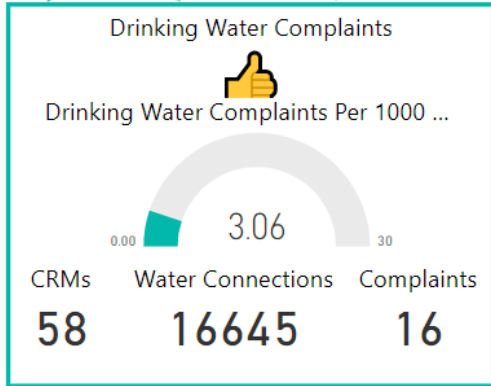 Drinking Water Complaints
Drinking Water Complaints Per 1000 ...
3.06
0.00
30
CRMs Water Connections Complaints
58 16645 16